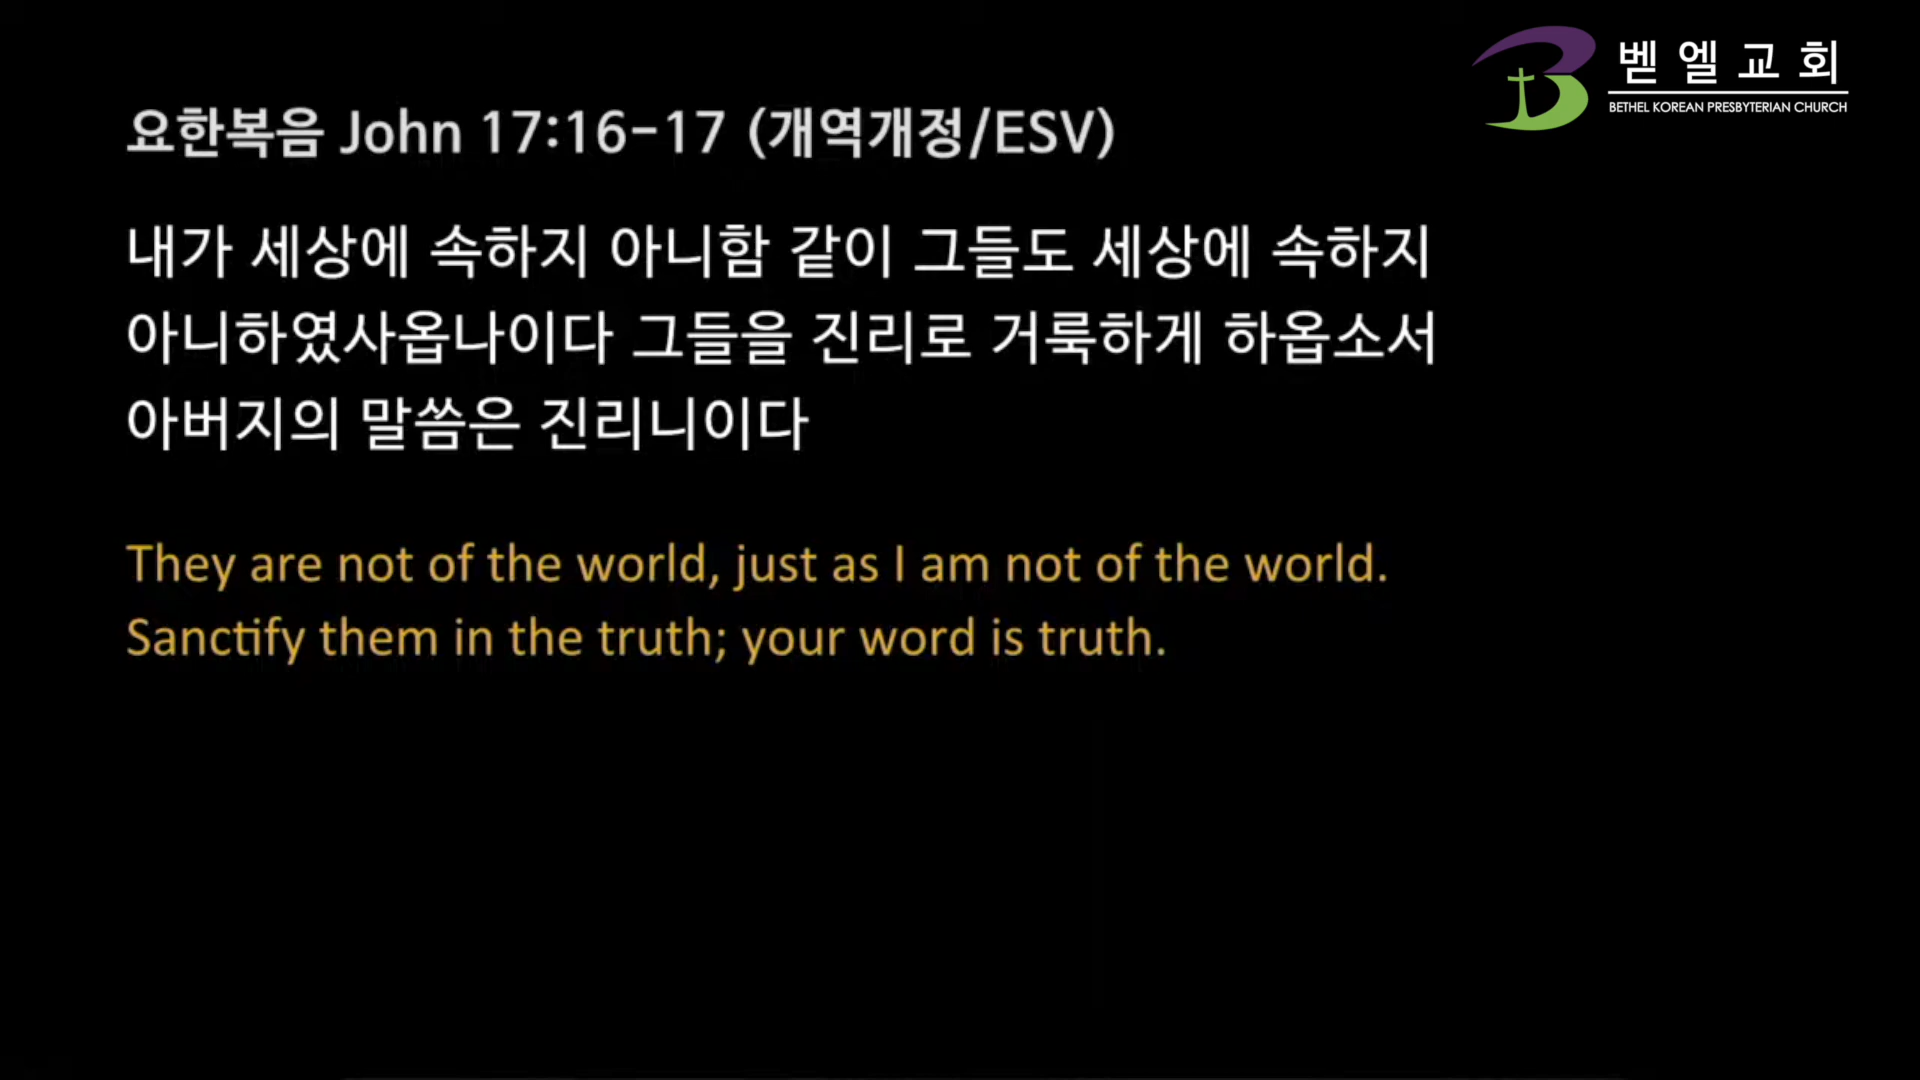 벧엘교회
BETHEL KOREAN PRESBYTERIAN CHURCH
요한복음 John 17:16-17 (개역개정/ESV)
내가 세상에 속하지 아니함 같이 그들도 세상에 속하지
아니하였사옵나이다 그들을 진리로 거룩하게 하옵소서
아버지의 말씀은 진리니이다
They are not of the world, just as I am not of the world.
Sanctify them in the truth; your word is truth.